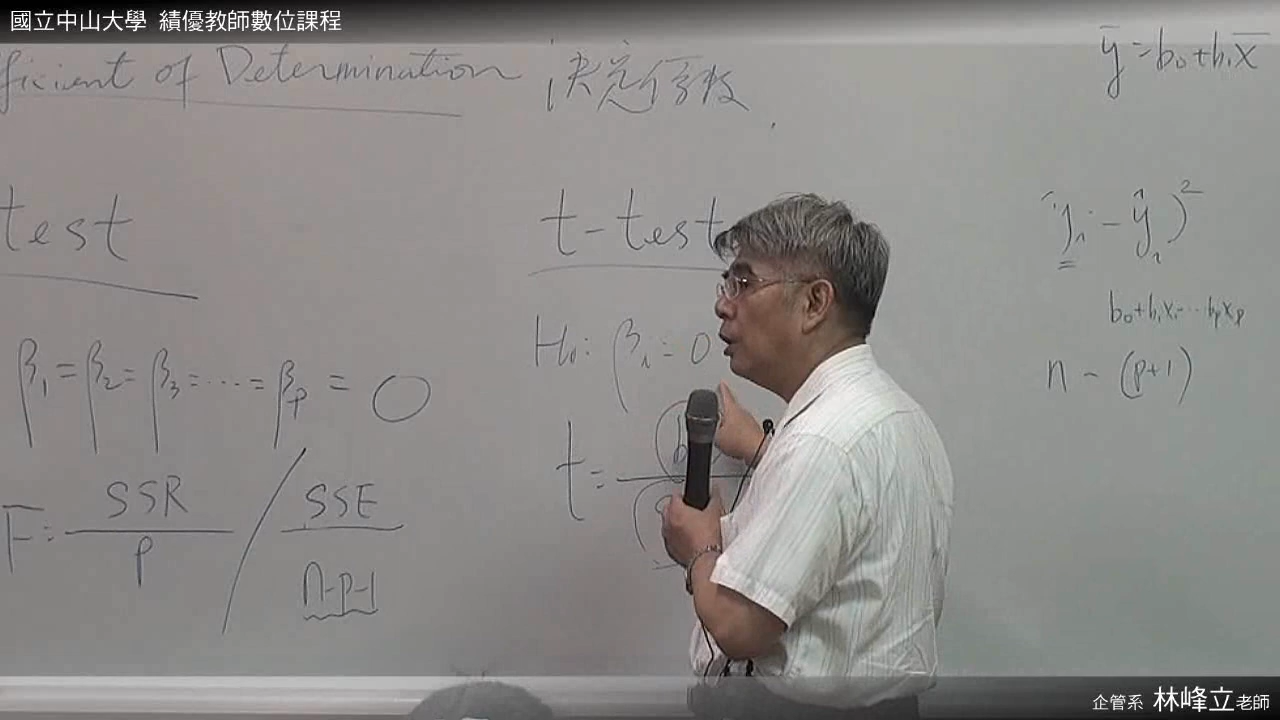 國立中山大學 績優教師數位課程
fficient of Determination 決定係數
ȳ = b₀+b₁x̄
test
t-test
(yᵢ - ŷᵢ)²
b₀+b₁x₁...bₚxₚ
β₁ = β₂ = β₃ = ... = βₚ = 0
H₀: βᵢ = 0
n - (p+1)
F = SSR / p / SSE / n-p-1
t =
企管系 林峰立老師